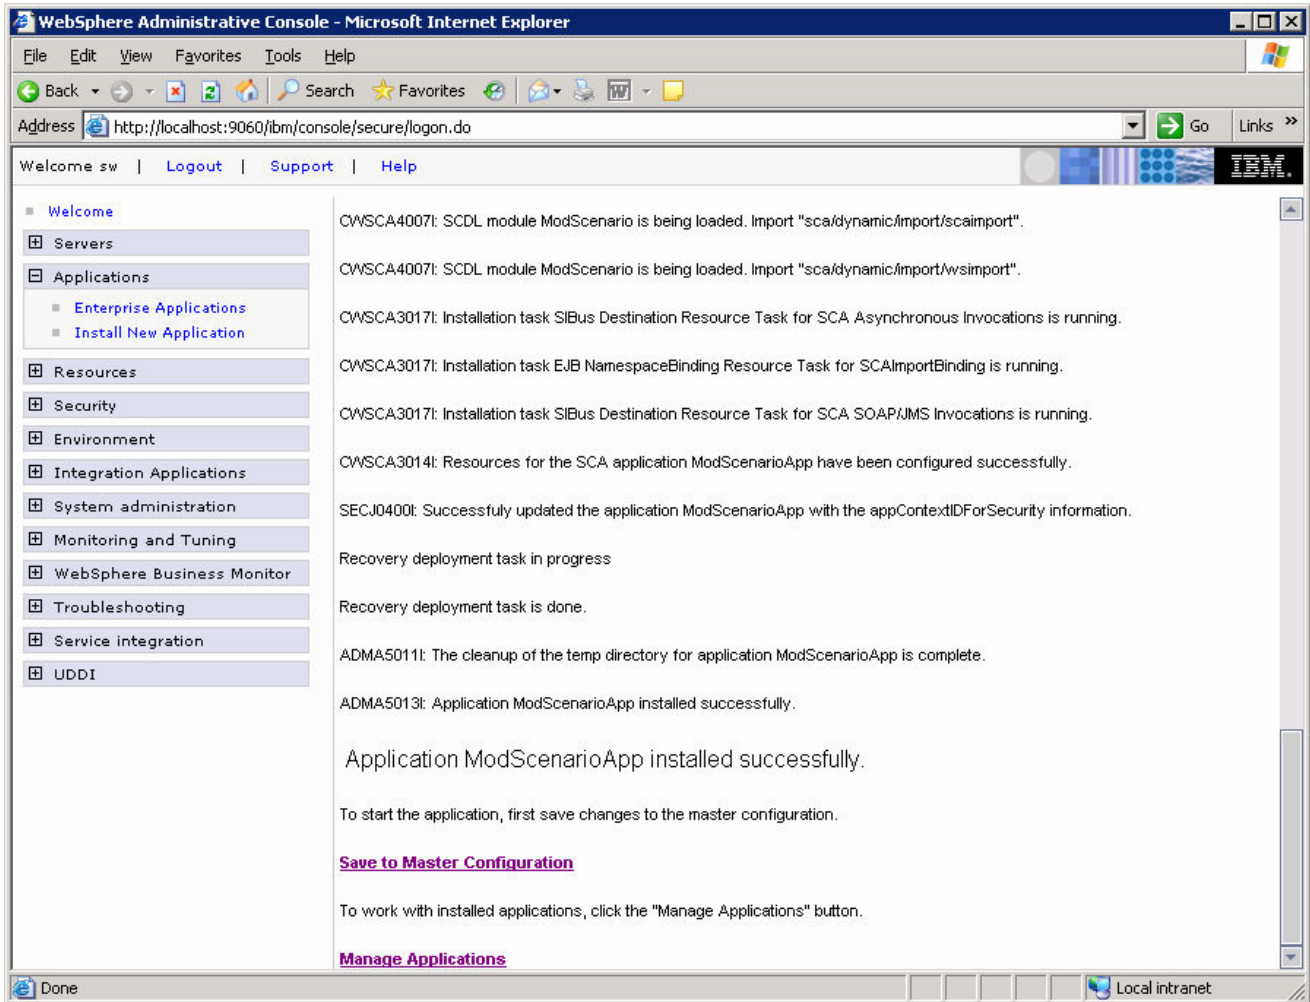 WebSphere Administrative Console - Microsoft Internet Explorer
File Edit View Favorites Tools Help
Back Search Favorites
Address http://localhost:9060/ibm/console/secure/logon.do Go Links »
Welcome sw | Logout | Support | Help IBM.
Welcome
Servers
Applications
Enterprise Applications
Install New Application
Resources
Security
Environment
Integration Applications
System administration
Monitoring and Tuning
WebSphere Business Monitor
Troubleshooting
Service integration
UDDI
CWSCA4007I: SCDL module ModScenario is being loaded. Import "sca/dynamic/import/scaimport".
CWSCA4007I: SCDL module ModScenario is being loaded. Import "sca/dynamic/import/wsimport".
CWSCA3017I: Installation task SIBus Destination Resource Task for SCA Asynchronous Invocations is running.
CWSCA3017I: Installation task EJB NamespaceBinding Resource Task for SCAImportBinding is running.
CWSCA3017I: Installation task SIBus Destination Resource Task for SCA SOAP/JMS Invocations is running.
CWSCA3014I: Resources for the SCA application ModScenarioApp have been configured successfully.
SECJ0400I: Successfuly updated the application ModScenarioApp with the appContextIDForSecurity information.
Recovery deployment task in progress
Recovery deployment task is done.
ADMA5011I: The cleanup of the temp directory for application ModScenarioApp is complete.
ADMA5013I: Application ModScenarioApp installed successfully.
Application ModScenarioApp installed successfully.
To start the application, first save changes to the master configuration.
Save to Master Configuration
To work with installed applications, click the "Manage Applications" button.
Manage Applications
Done Local intranet